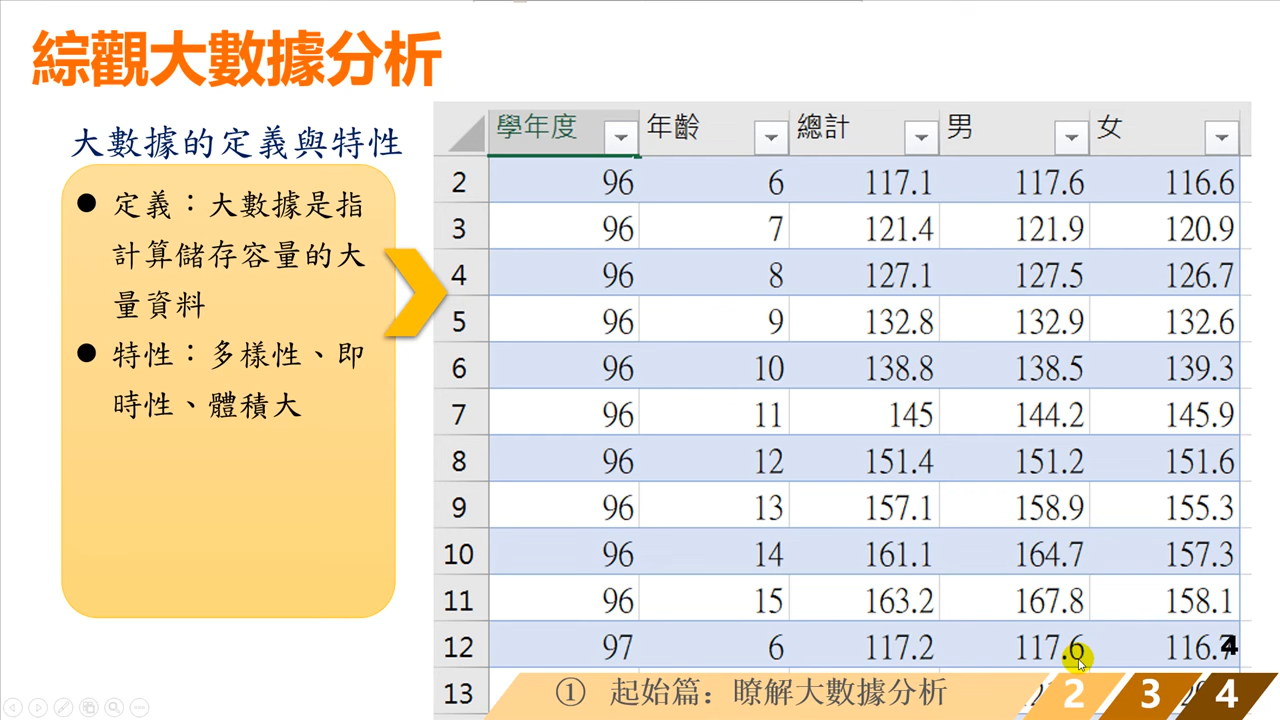 綜觀大數據分析
大數據的定義與特性
● 定義：大數據是指
計算儲存容量的大
量資料
● 特性：多樣性、即
時性、體積大
學年度 年齡 總計 男 女
2 96 6 117.1 117.6 116.6
3 96 7 121.4 121.9 120.9
4 96 8 127.1 127.5 126.7
5 96 9 132.8 132.9 132.6
6 96 10 138.8 138.5 139.3
7 96 11 145 144.2 145.9
8 96 12 151.4 151.2 151.6
9 96 13 157.1 158.9 155.3
10 96 14 161.1 164.7 157.3
11 96 15 163.2 167.8 158.1
12 97 6 117.2 117.6 116.7
4
13
① 起始篇：瞭解大數據分析 2 3 4